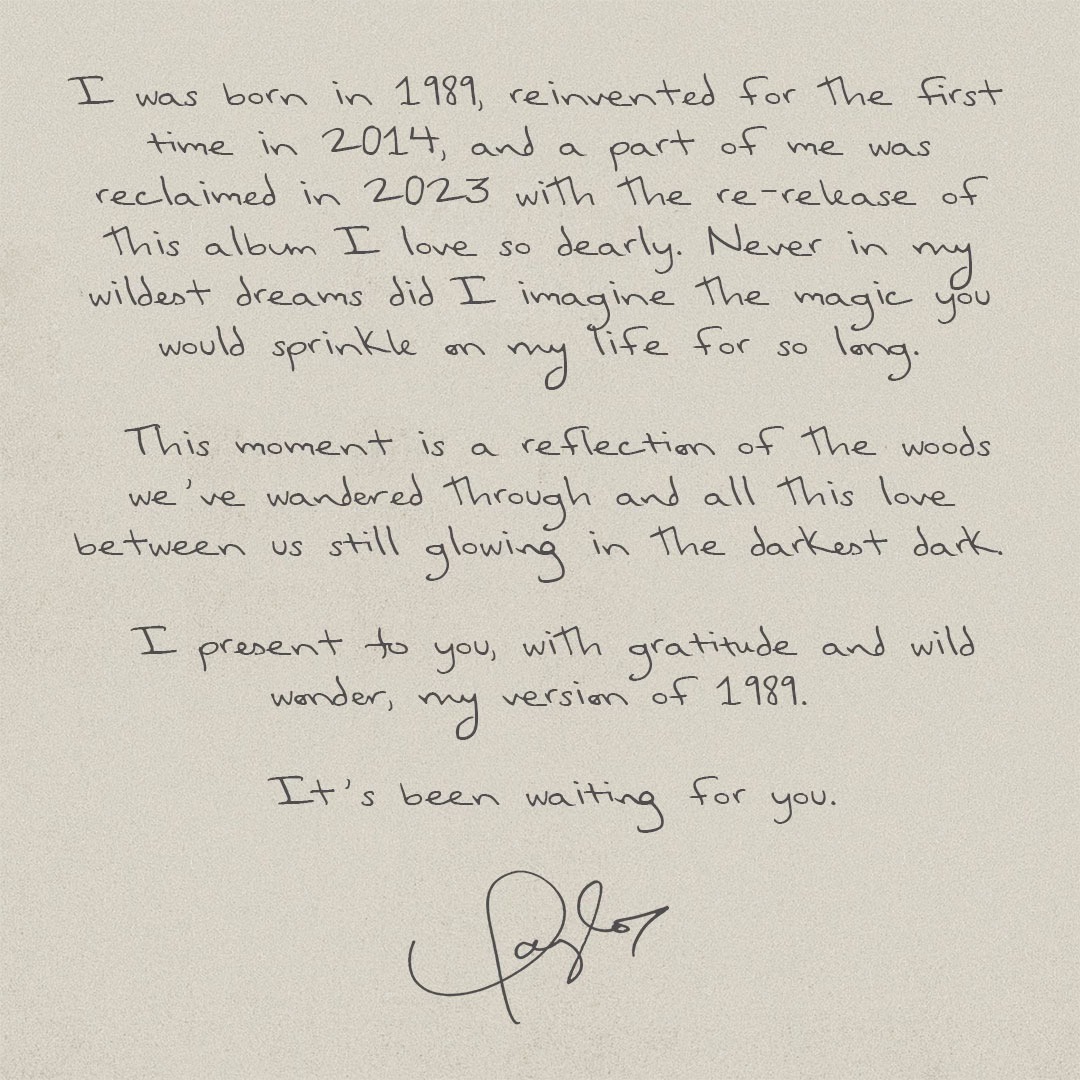 I was born in 1989, reinvented for the first
time in 2014, and a part of me was
reclaimed in 2023 with the re-release of
this album I love so dearly. Never in my
wildest dreams did I imagine the magic you
would sprinkle on my life for so long.
This moment is a reflection of the woods
we've wandered through and all this love
between us still glowing in the darkest dark.
I present to you, with gratitude and wild
wonder, my version of 1989.
It's been waiting for you.
Taylor